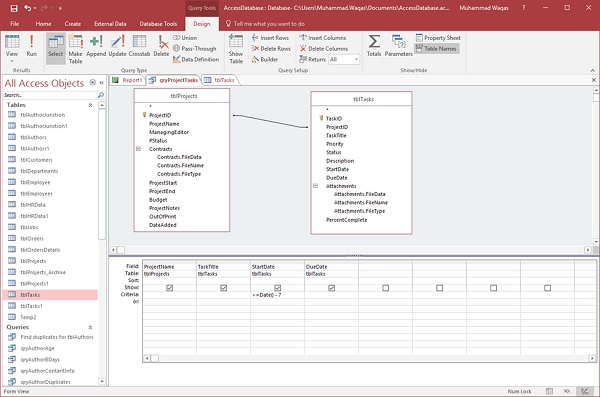 Query Tools
AccessDatabase : Database- C:\Users\Muhammad.Waqas\Documents\AccessDatabase.ac...
Muhammad Waqas
File Home Create External Data Database Tools Design Tell me what you want to do
View Run Select Make Table Append Update Crosstab Delete
Union
Pass-Through
Data Definition
Show Table
Insert Rows
Delete Rows
Builder
Insert Columns
Delete Columns
Return: All
Totals Parameters
Property Sheet
Table Names
Results Query Type Query Setup Show/Hide
All Access Objects
Search...
Tables
tblAuthorJunction
tblAuthorJunction1
tblAuthors
tblAuthors1
tblCustomers
tblDepartments
tblEmployee
tblEmployees
tblHRData
tblHRData1
tblJobs
tblOrders
tblOrdersDetails
tblProjects
tblProjects_Archive
tblProjects1
tblTasks
tblTasks1
Temp2
Queries
Find duplicates for tblAuthors
qryAuthorAge
qryAuthorBDays
qryAuthorContantInfo
qryAuthorDuplicates
Report1 qryProjectTasks tblTasks
tblProjects
*
ProjectID
ProjectName
ManagingEditor
PStatus
Contracts
Contracts.FileData
Contracts.FileName
Contracts.FileType
ProjectStart
ProjectEnd
Budget
ProjectNotes
OutOfPrint
DateAdded
tblTasks
*
TaskID
ProjectID
TaskTitle
Priority
Status
Description
StartDate
DueDate
Attachments
Attachments.FileData
Attachments.FileName
Attachments.FileType
PercentComplete
Field: ProjectName TaskTitle StartDate DueDate
Table: tblProjects tblTasks tblTasks tblTasks
Sort:
Show:
Criteria: >=Date() - 7
or:
Form View Num Lock